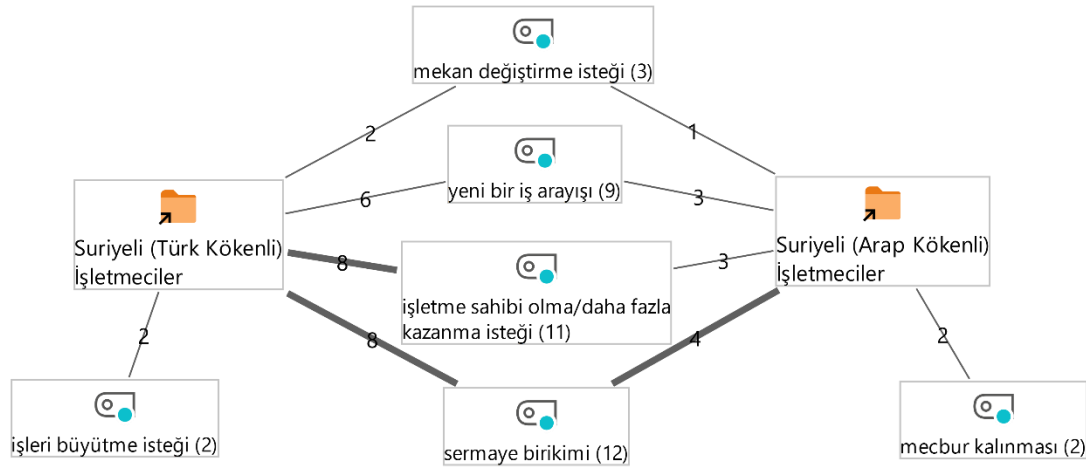 mekan değiştirme isteği (3)
2
1
yeni bir iş arayışı (9)
6
3
Suriyeli (Türk Kökenli)
İşletmeciler
Suriyeli (Arap Kökenli)
İşletmeciler
8
3
işletme sahibi olma/daha fazla
kazanma isteği (11)
2
8
4
2
işleri büyütme isteği (2)
sermaye birikimi (12)
mecbur kalınması (2)